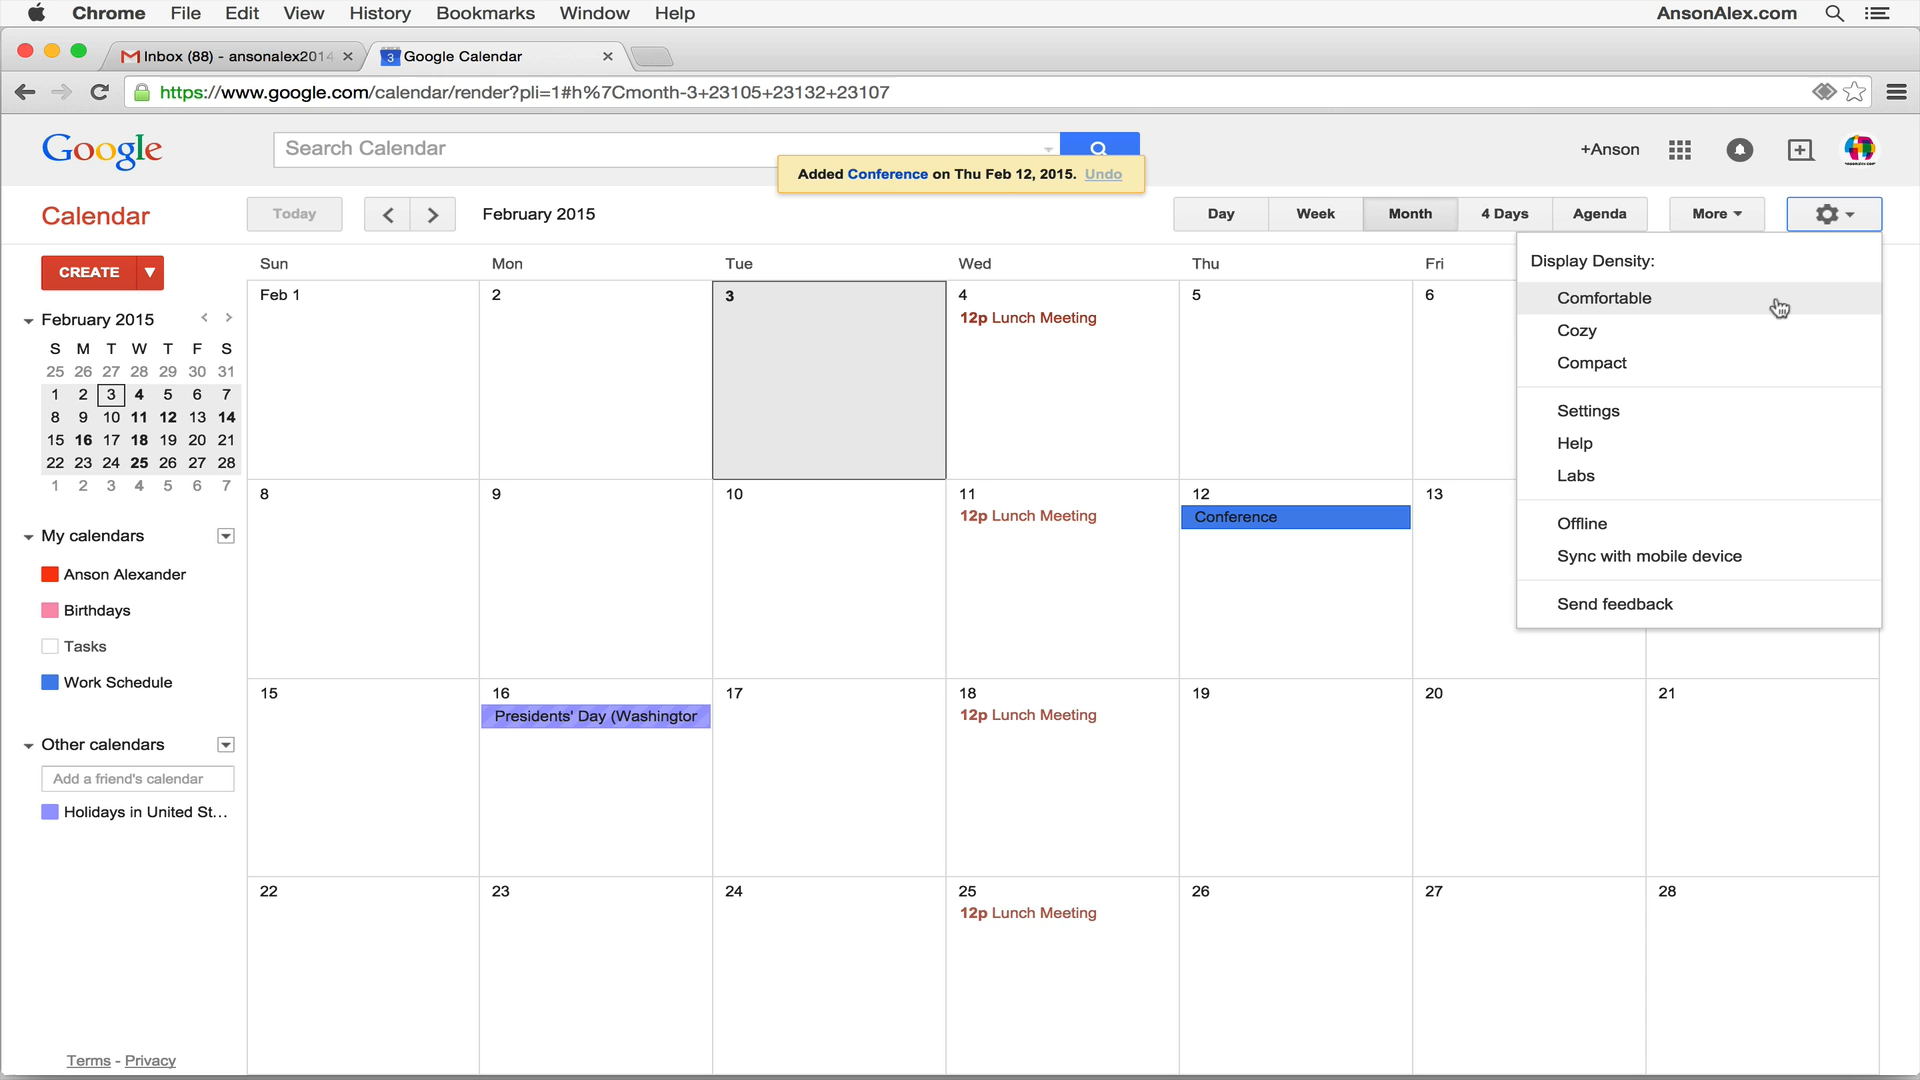 Chrome File Edit View History Bookmarks Window Help AnsonAlex.com
Inbox (88) - ansonalex2014 Google Calendar
https://www.google.com/calendar/render?pli=1#h%7Cmonth-3+23105+23132+23107
Google Search Calendar +Anson
Added Conference on Thu Feb 12, 2015. Undo
Calendar Today February 2015 Day Week Month 4 Days Agenda More
CREATE
February 2015
S M T W T F S
25 26 27 28 29 30 31
1 2 3 4 5 6 7
8 9 10 11 12 13 14
15 16 17 18 19 20 21
22 23 24 25 26 27 28
1 2 3 4 5 6 7
My calendars
Anson Alexander
Birthdays
Tasks
Work Schedule
Other calendars
Add a friend's calendar
Holidays in United St...
Terms - Privacy
Sun Mon Tue Wed Thu Fri
Feb 1 2 3 4 5 6
12p Lunch Meeting
8 9 10 11 12 13
12p Lunch Meeting Conference
15 16 17 18 19 20 21
Presidents' Day (Washingtor 12p Lunch Meeting
22 23 24 25 26 27 28
12p Lunch Meeting
Display Density:
Comfortable
Cozy
Compact
Settings
Help
Labs
Offline
Sync with mobile device
Send feedback